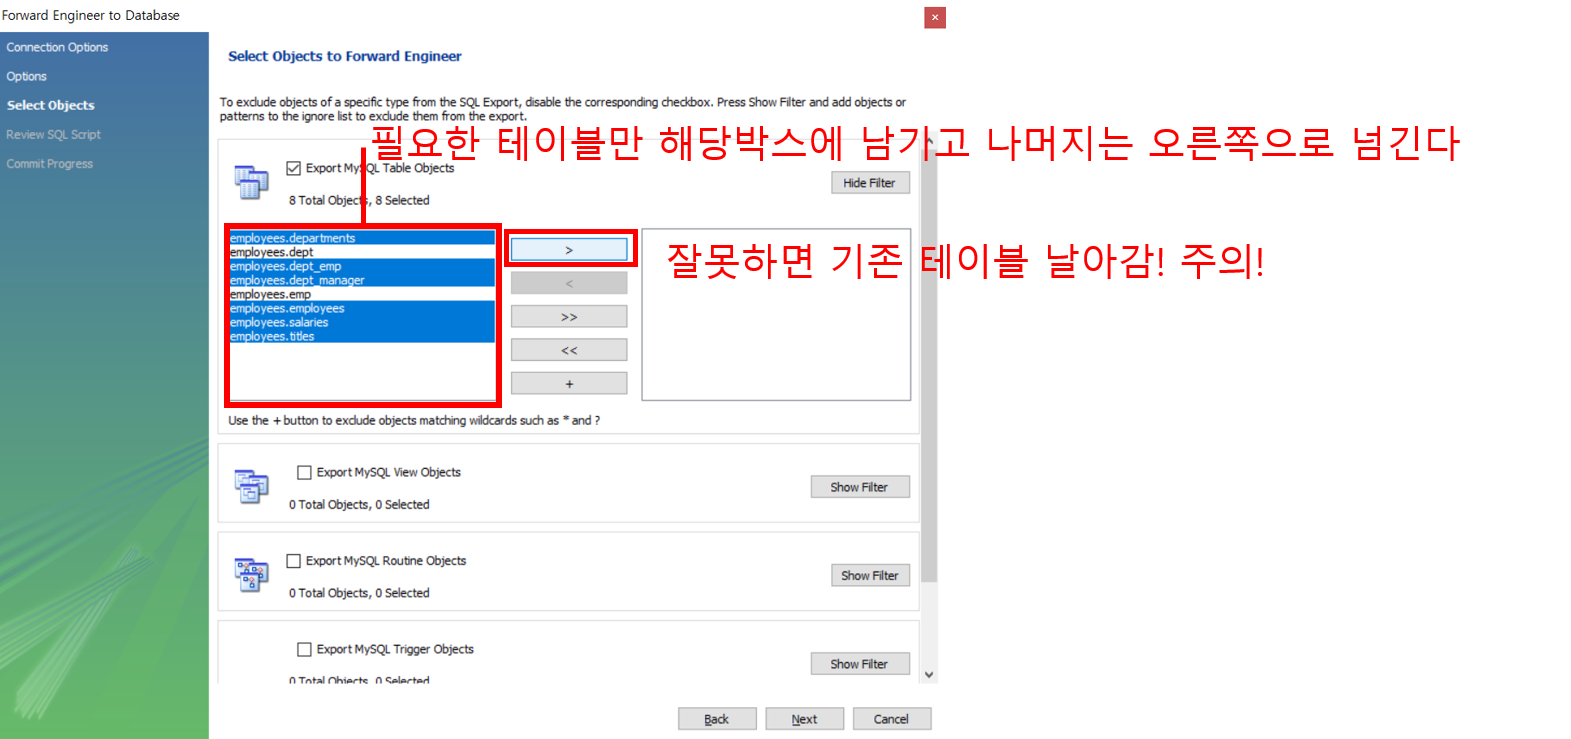 Forward Engineer to Database
×
Connection Options
Options
Select Objects
Review SQL Script
Commit Progress
Select Objects to Forward Engineer
To exclude objects of a specific type from the SQL Export, disable the corresponding checkbox. Press Show Filter and add objects or
patterns to the ignore list to exclude them from the export.
필요한 테이블만 해당박스에 남기고 나머지는 오른쪽으로 넘긴다
Export MySQL Table Objects
Hide Filter
8 Total Objects, 8 Selected
employees.departments
employees.dept
employees.dept_emp
employees.dept_manager
employees.emp
employees.employees
employees.salaries
employees.titles
>
<
>>
<<
+
잘못하면 기존 테이블 날아감! 주의!
Use the + button to exclude objects matching wildcards such as * and ?
Export MySQL View Objects
Show Filter
0 Total Objects, 0 Selected
Export MySQL Routine Objects
Show Filter
0 Total Objects, 0 Selected
Export MySQL Trigger Objects
Show Filter
0 Total Objects, 0 Selected
Back
Next
Cancel